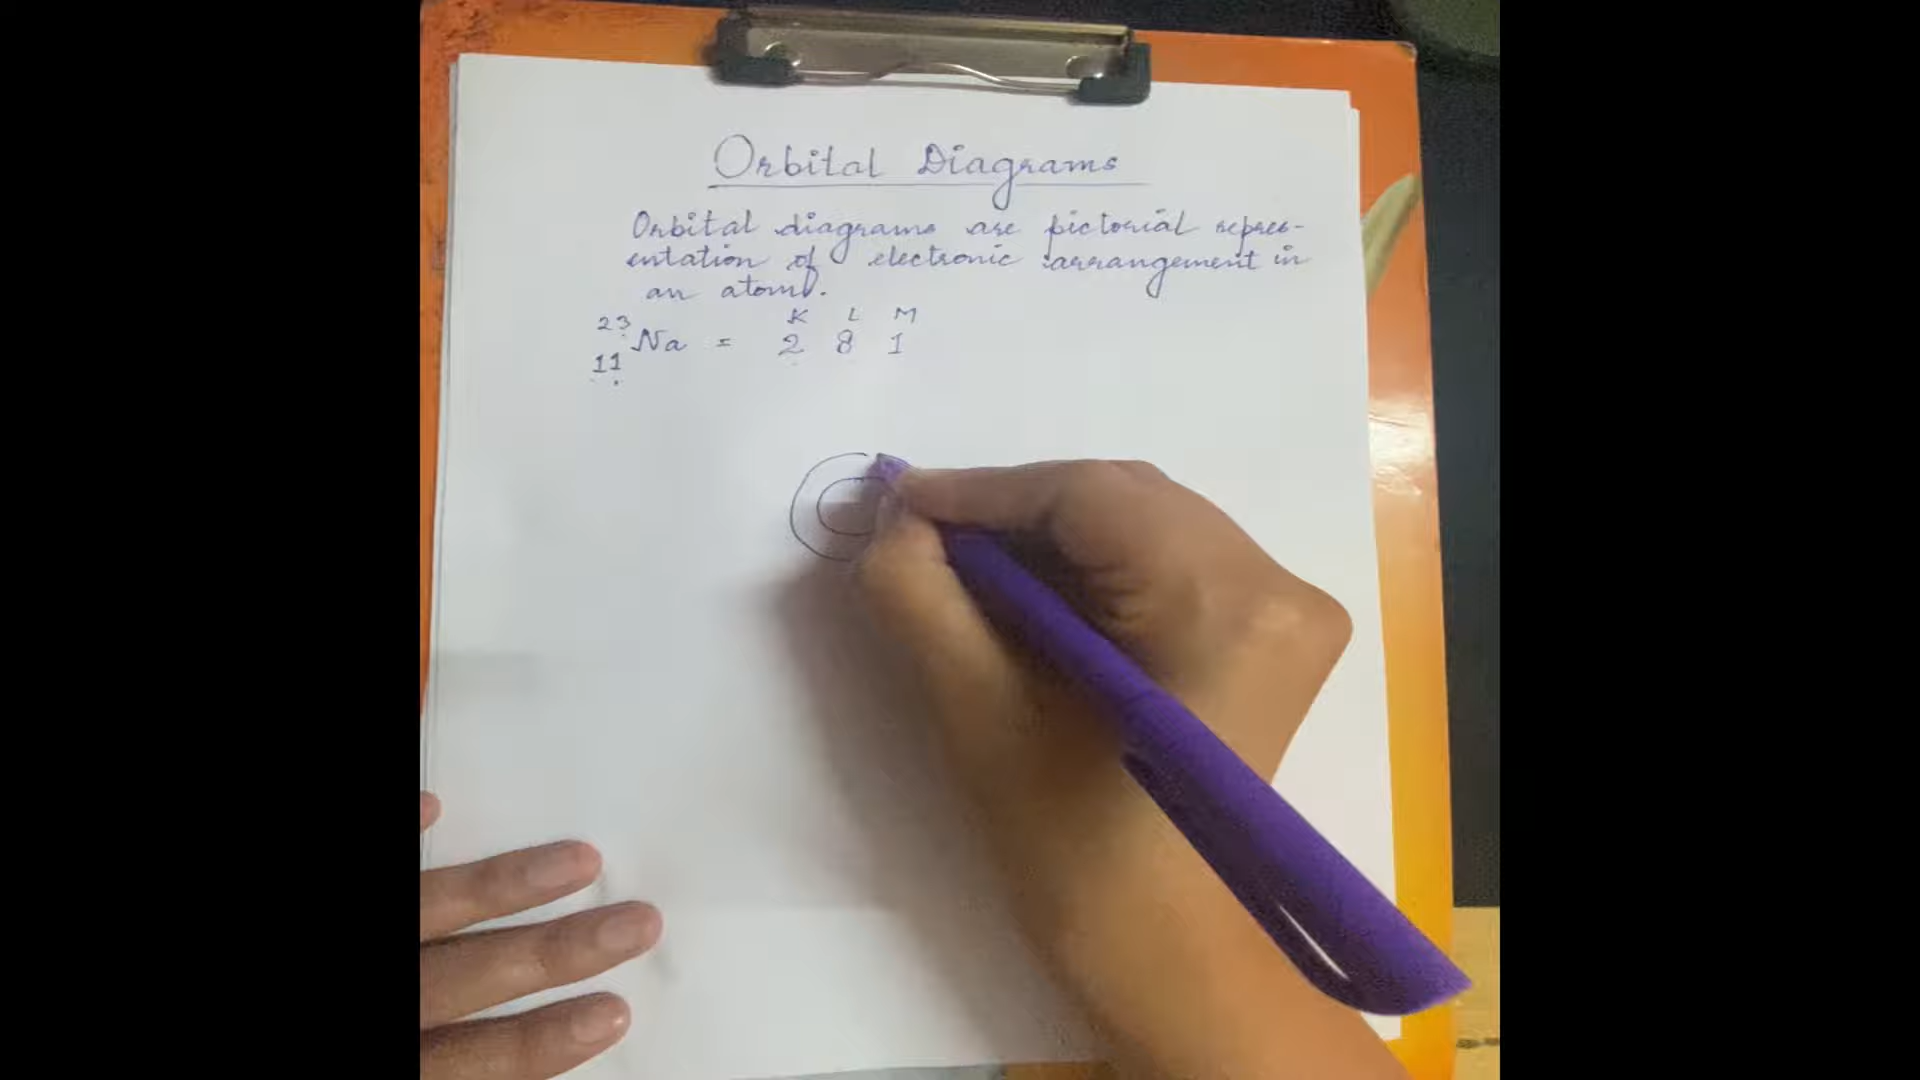 Orbital Diagrams
Orbital diagrams are pictorial repres-
entation of electronic arrangement in
an atom.
K L M
23
11 Na = 2 8 1